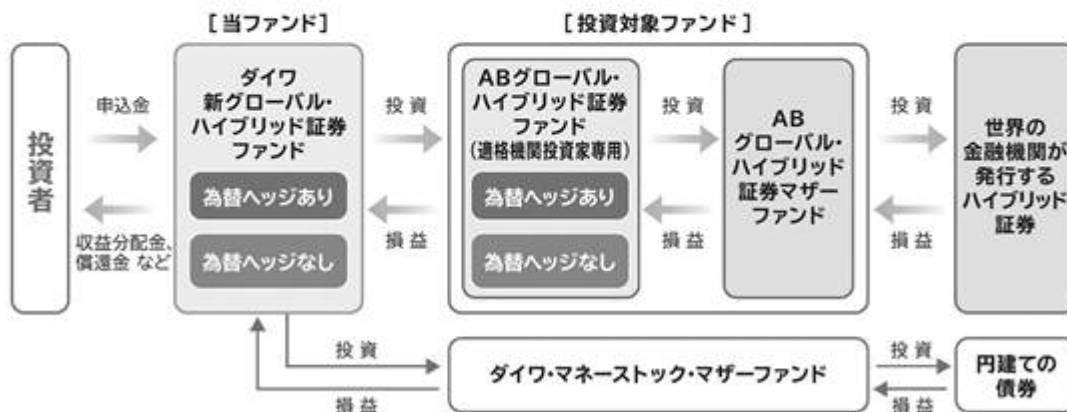 [当ファンド]
[投資対象ファンド]
投資者
申込金
収益分配金、
償還金 など
ダイワ
新グローバル・
ハイブリッド証券
ファンド
為替ヘッジあり
為替ヘッジなし
投資
損益
ABグローバル・
ハイブリッド証券
ファンド
(適格機関投資家専用)
為替ヘッジあり
為替ヘッジなし
投資
損益
AB
グローバル・
ハイブリッド
証券マザー
ファンド
投資
損益
世界の
金融機関が
発行する
ハイブリッド
証券
投資
損益
ダイワ・マネーストック・マザーファンド
投資
損益
円建ての
債券